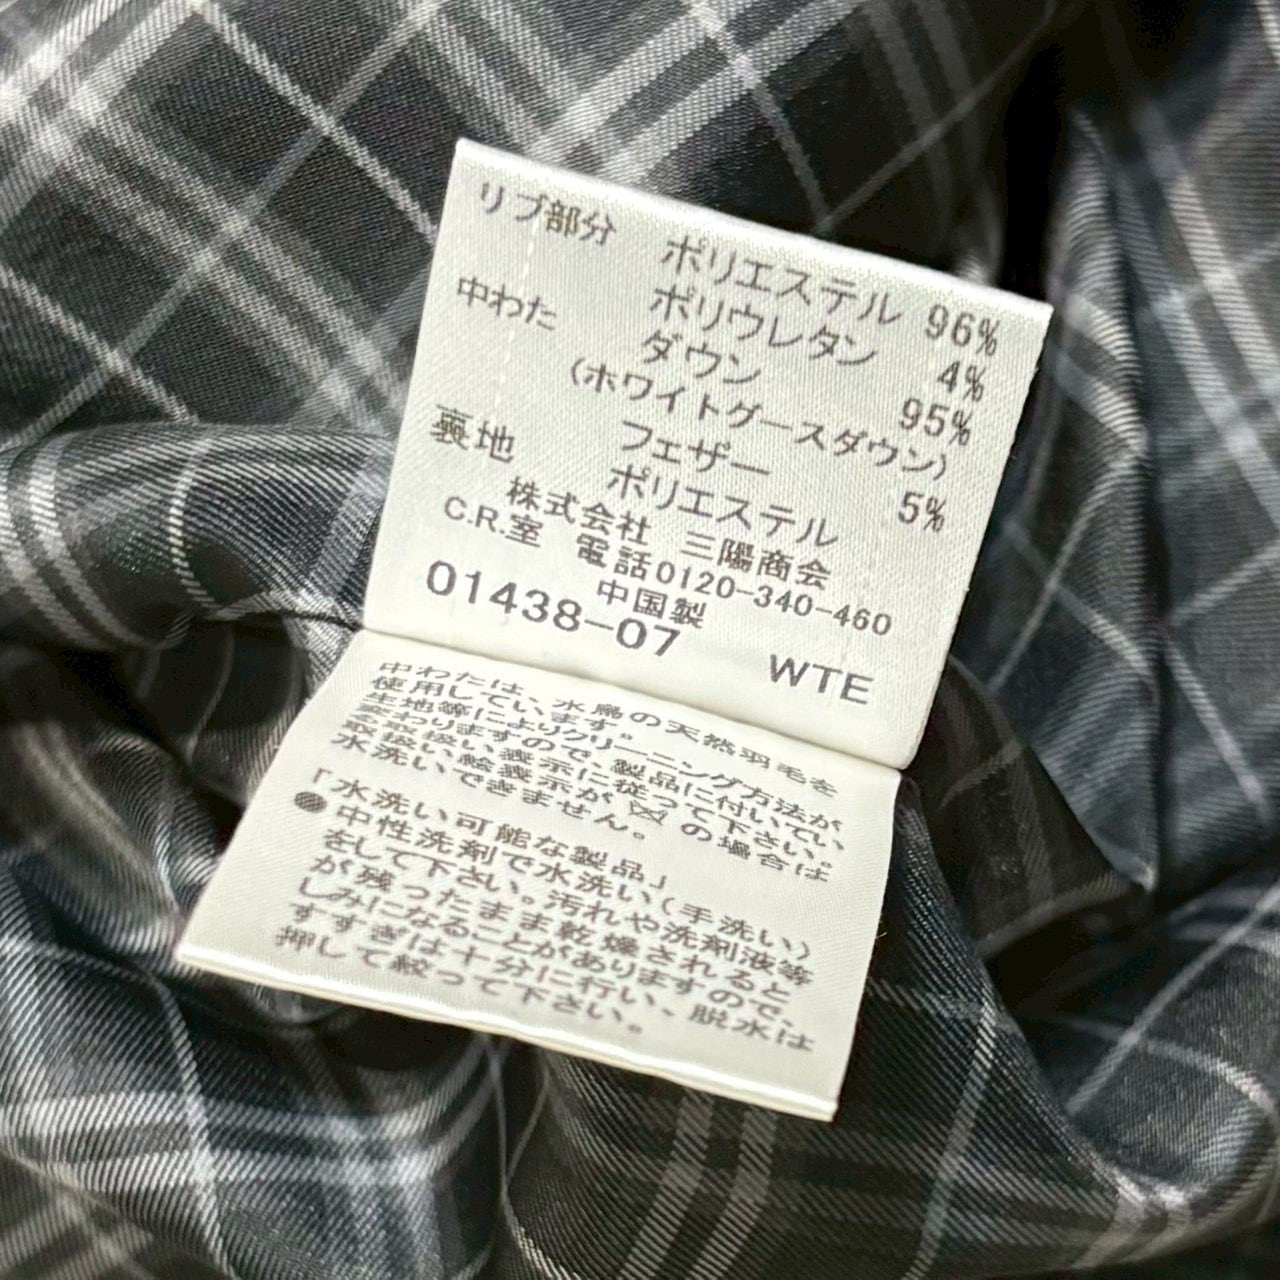 リブ部分 ポリエステル 96%
ポリウレタン 4%
中わた ダウン 95%
(ホワイトグースダウン)
フェザー 5%
裏地 ポリエステル
株式会社 三陽商会
C.R.室 電話0120-340-460
中国製
01438-07 WTE
中わたは、水鳥の天然羽毛を
使用しています。
生地等によりクリーニング方法が
変わりますので、製品に付いてい
取扱い絵表示に従って下さい。
取扱い、絵表示が の場合は
水洗いできません。
「水洗い可能な製品」
●中性洗剤で水洗い(手洗い)
をして下さい。汚れや洗剤液等
が残ったまま乾燥されると
しみになることがありますので、
すすぎは十分に行い、脱水は
押して絞って下さい。